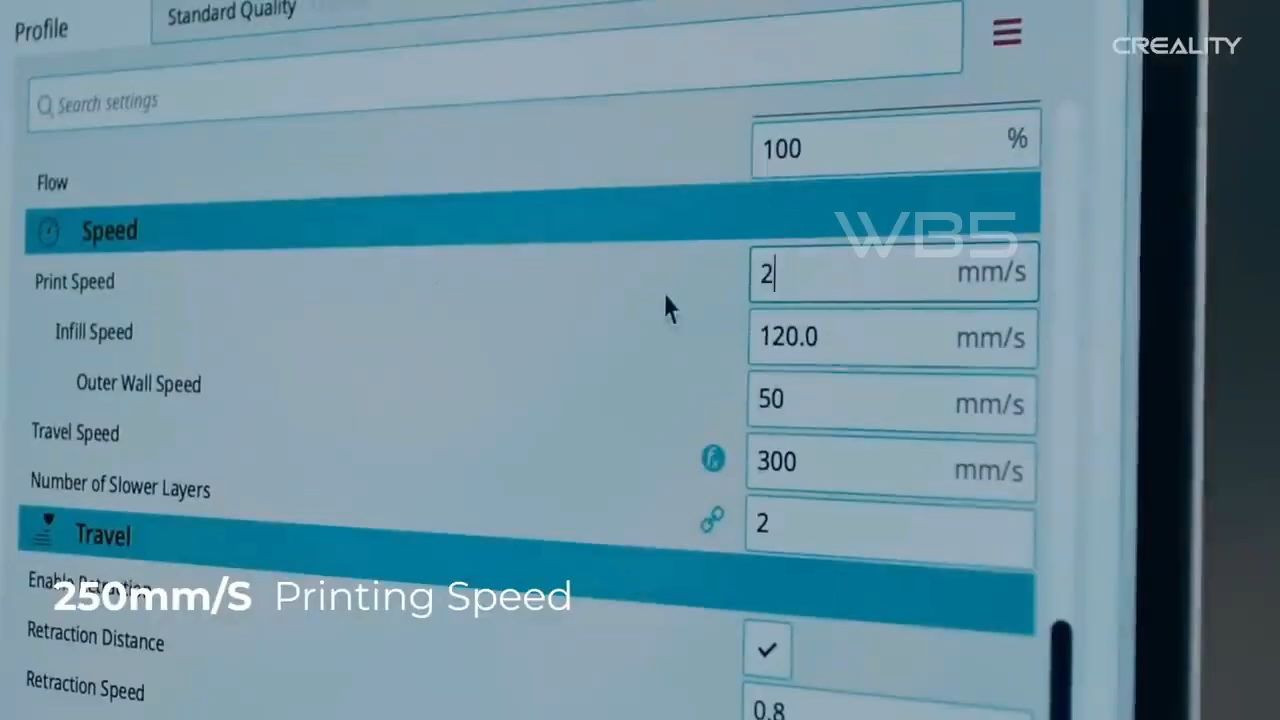 Standard Quality
Profile
CREALITY
Search settings
100 %
Flow
Speed
WB5
Print Speed 2 mm/s
Infill Speed 120.0 mm/s
Outer Wall Speed 50 mm/s
Travel Speed 300 mm/s
Number of Slower Layers 2
Travel
Enable Retraction
250mm/S Printing Speed
Retraction Distance
Retraction Speed 0.8